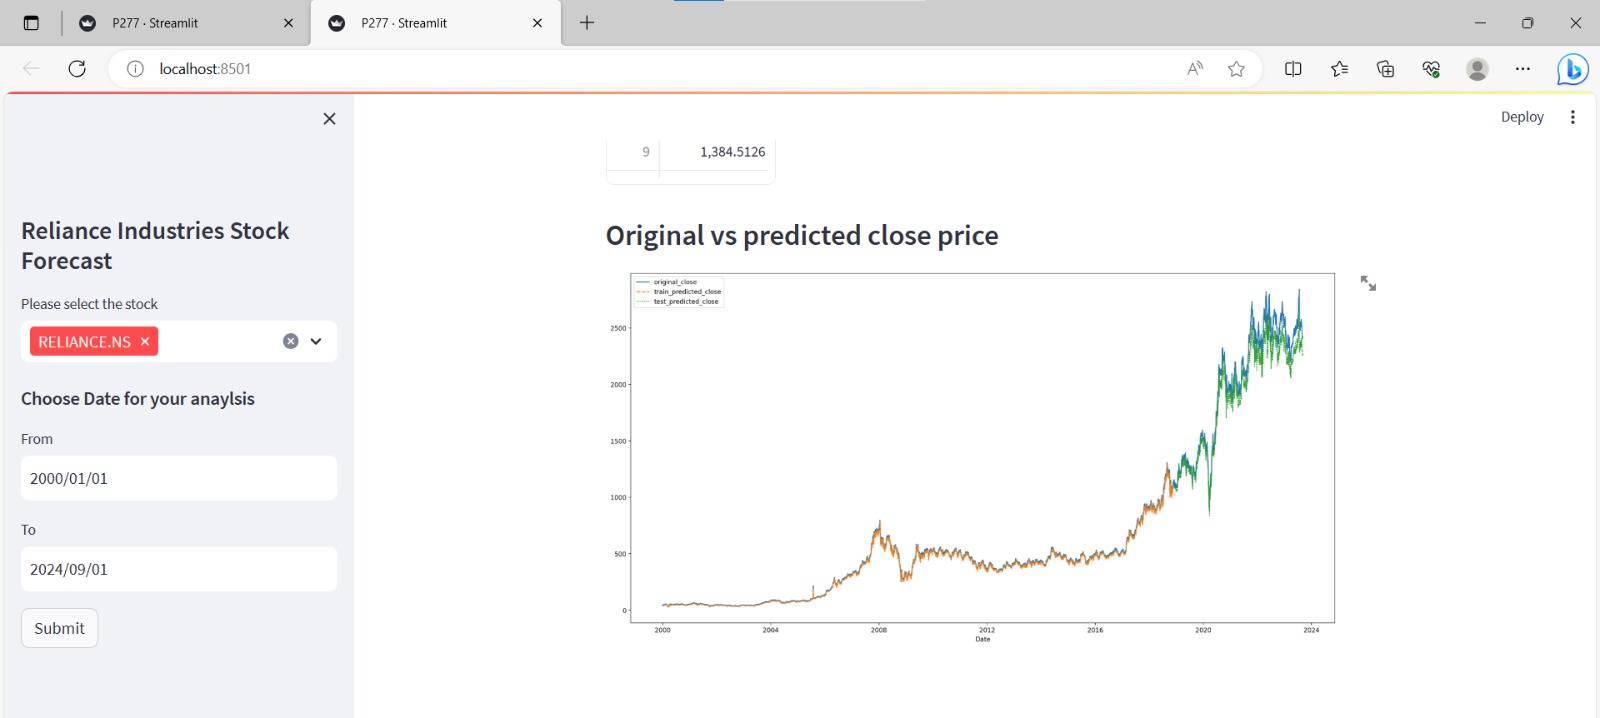 P277 · Streamlit
P277 · Streamlit
localhost:8501
Deploy
9 1,384.5126
Reliance Industries Stock
Forecast
Please select the stock
RELIANCE.NS
Choose Date for your anaylsis
From
2000/01/01
To
2024/09/01
Submit
Original vs predicted close price
original_close
train_predicted_close
test_predicted_close
2500
2000
1500
1000
500
0
2000 2004 2008 2012 2016 2020 2024
Date